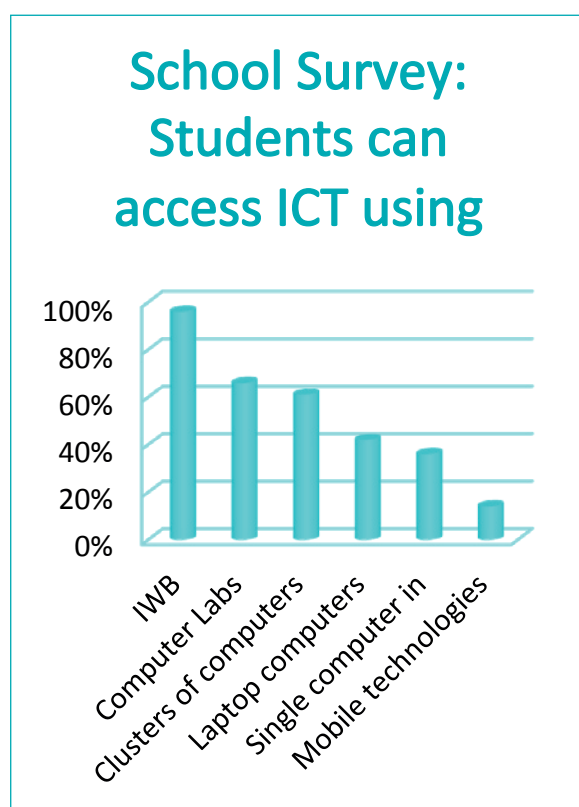 School Survey:
Students can
access ICT using
100%
80%
60%
40%
20%
0%
IWB
Computer Labs
Clusters of computers
Laptop computers
Single computer in
Mobile technologies